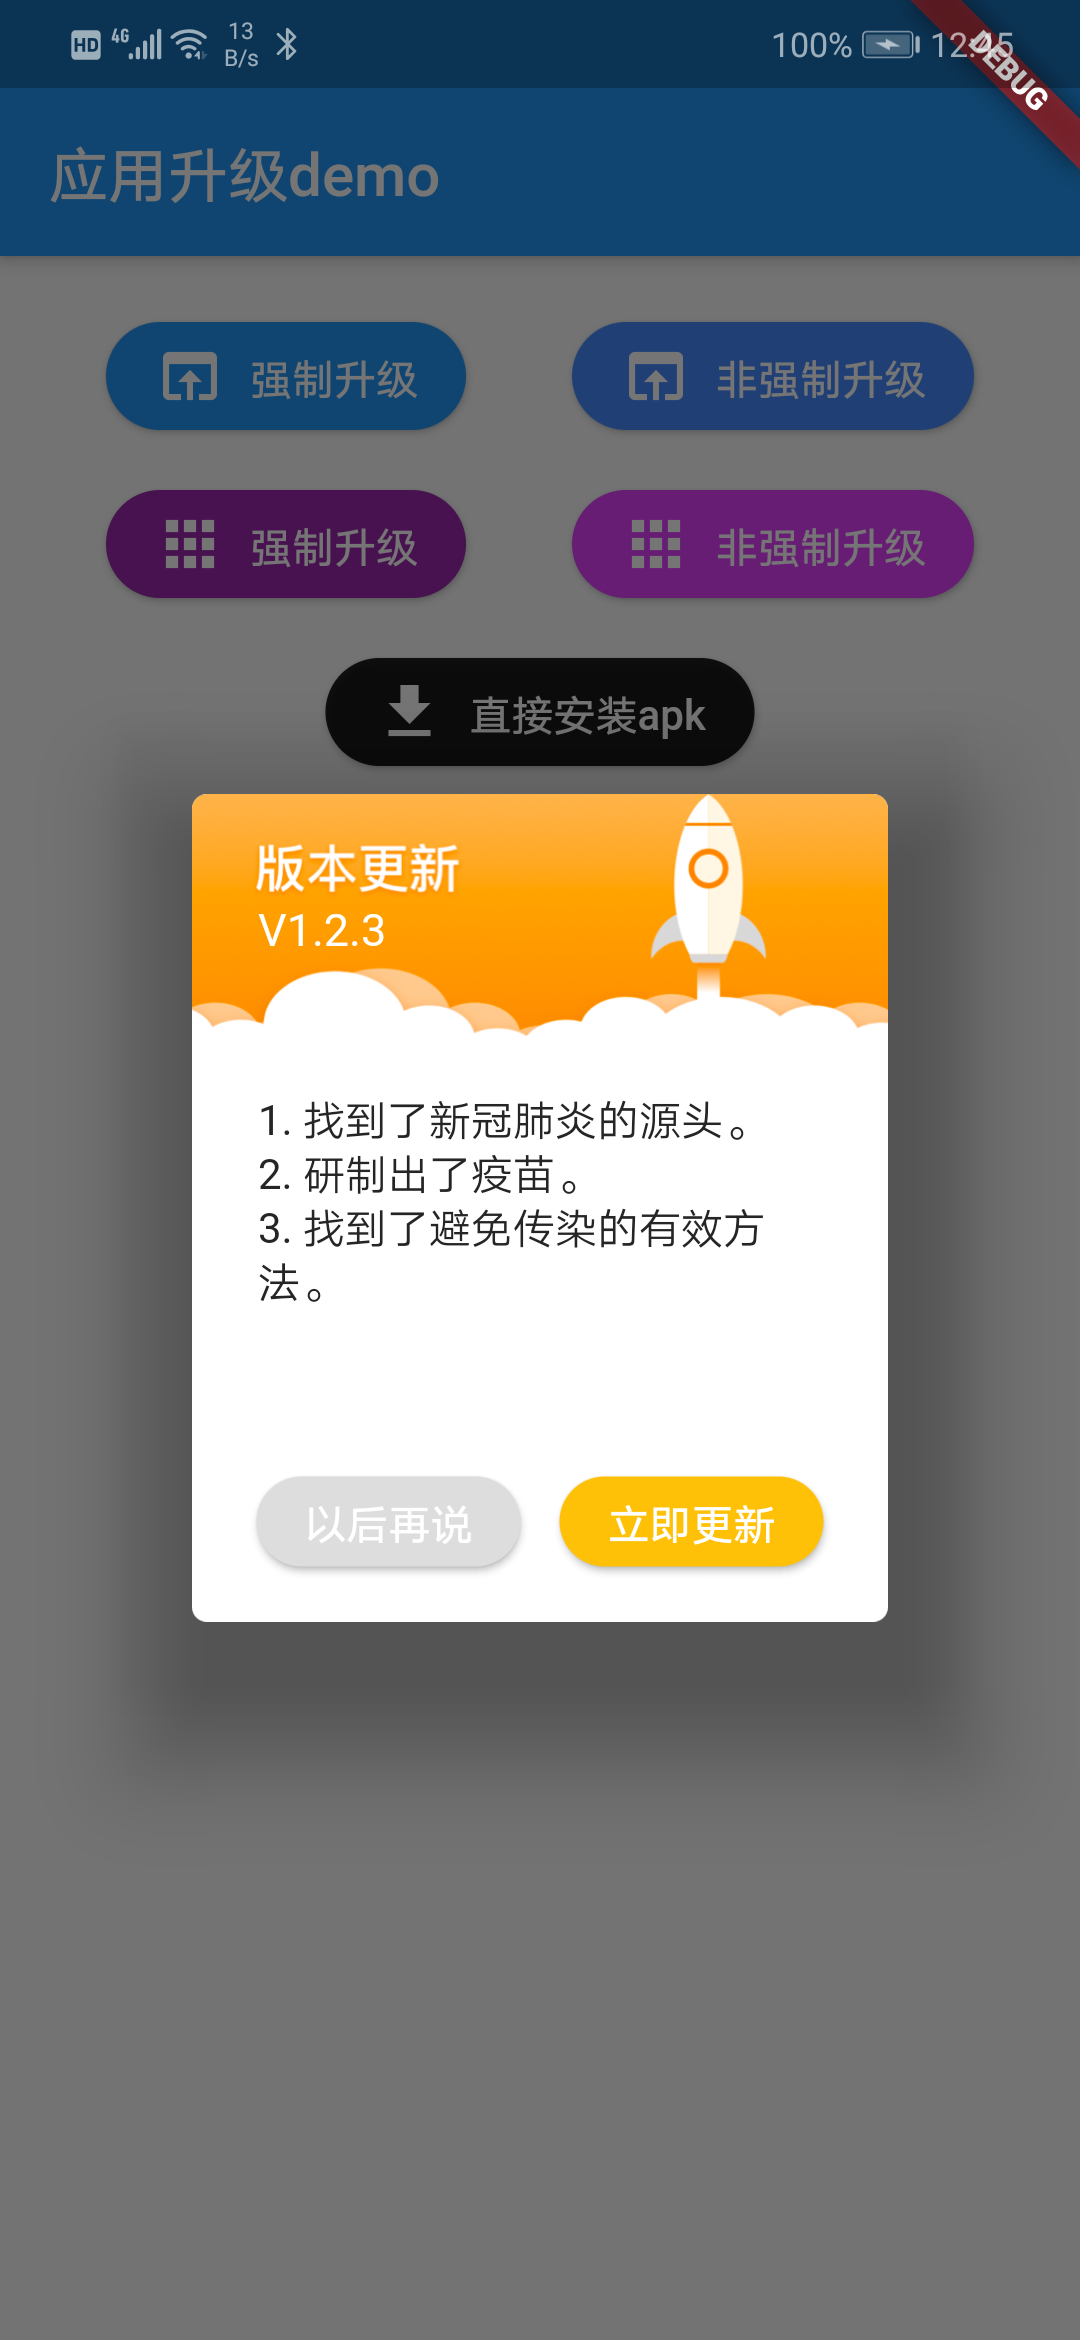 HD 4G 13 B/s 100%
DEBUG
应用升级demo
强制升级 非强制升级
强制升级 非强制升级
直接安装apk
版本更新
V1.2.3
1. 找到了新冠肺炎的源头。
2. 研制出了疫苗。
3. 找到了避免传染的有效方
法。
以后再说 立即更新